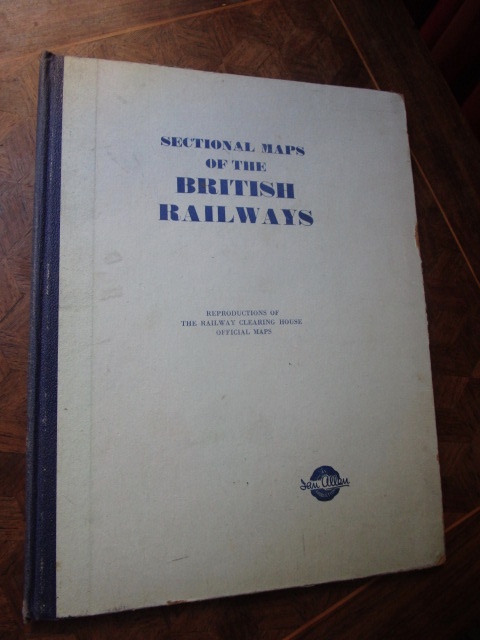 SECTIONAL MAPS
OF THE
BRITISH
RAILWAYS
REPRODUCTIONS OF
THE RAILWAY CLEARING HOUSE
OFFICIAL MAPS
Ian Allan